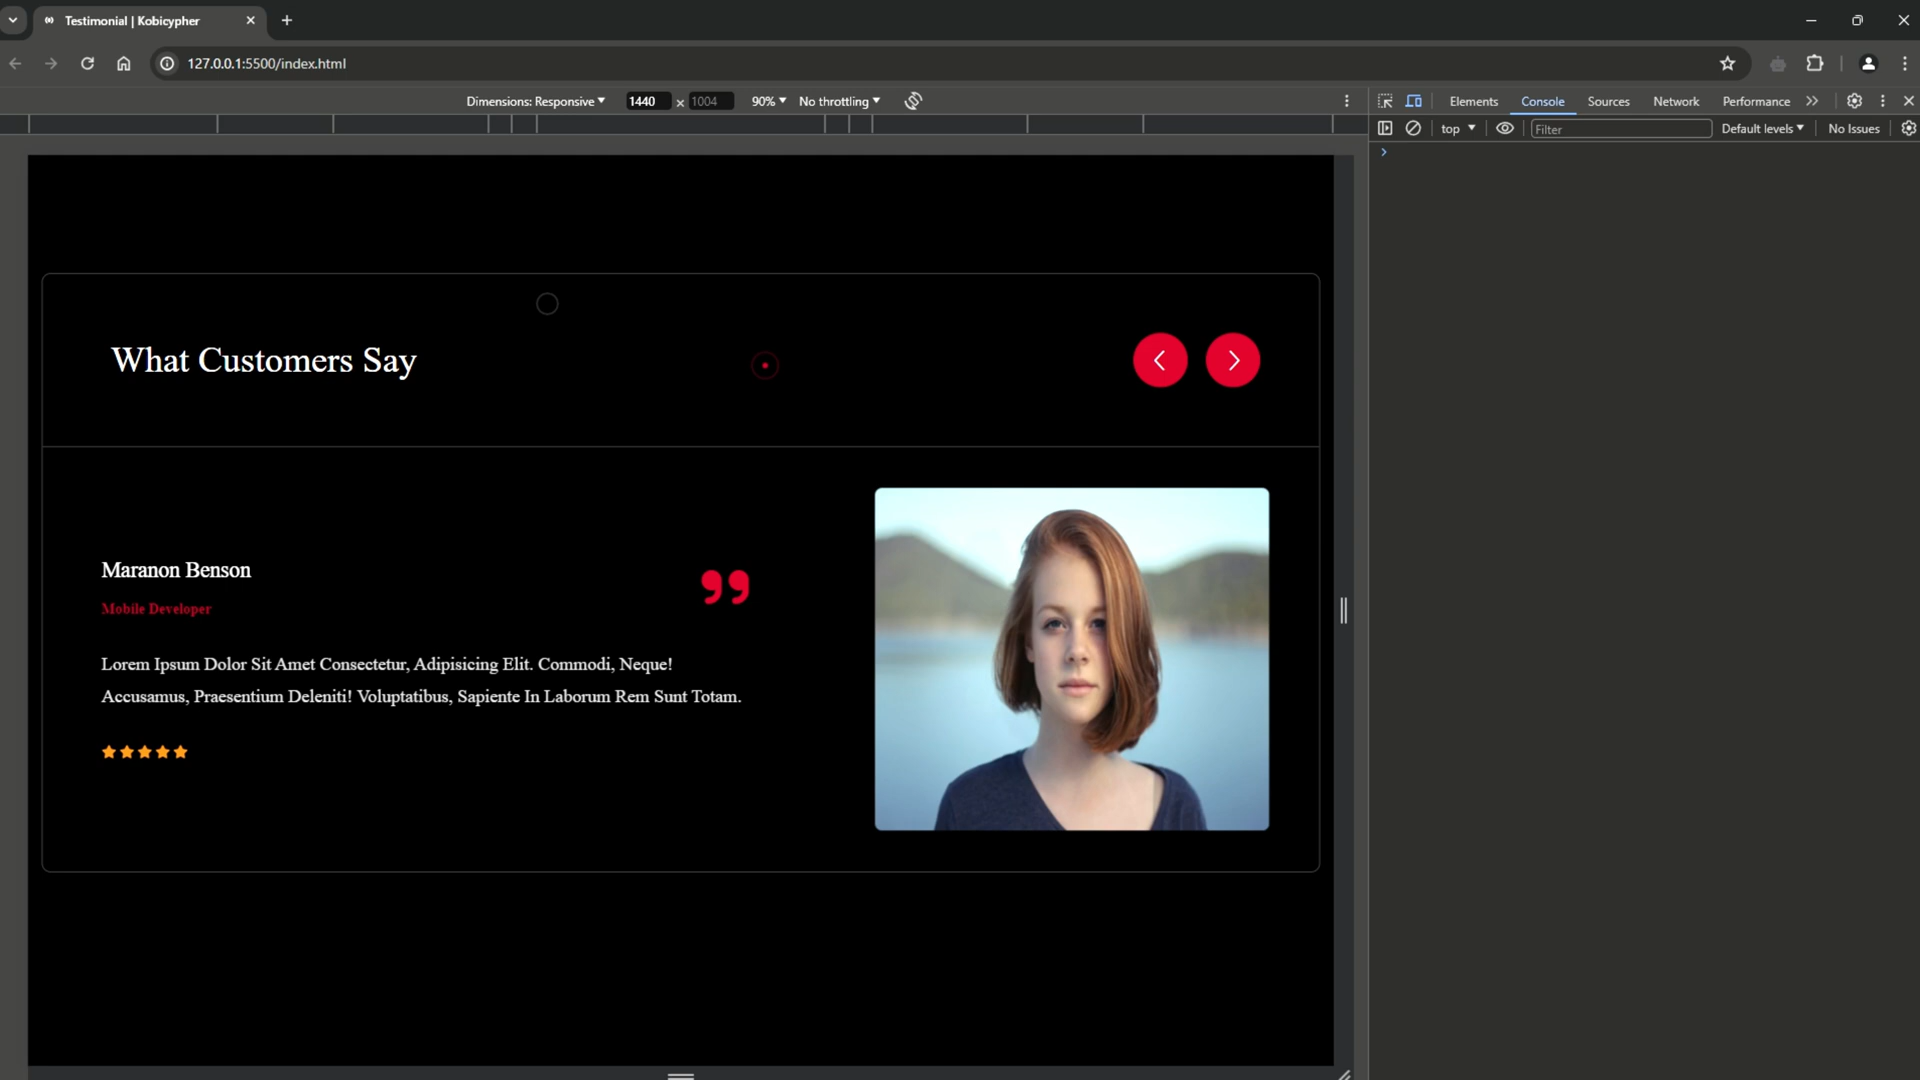 Testimonial | Kobicypher
127.0.0.1:5500/index.html
Dimensions: Responsive 1440 × 1004 90% No throttling
Elements Console Sources Network Performance
top Filter Default levels No Issues
What Customers Say
Maranon Benson
Mobile Developer
Lorem Ipsum Dolor Sit Amet Consectetur, Adipisicing Elit. Commodi, Neque!
Accusamus, Praesentium Deleniti! Voluptatibus, Sapiente In Laborum Rem Sunt Totam.